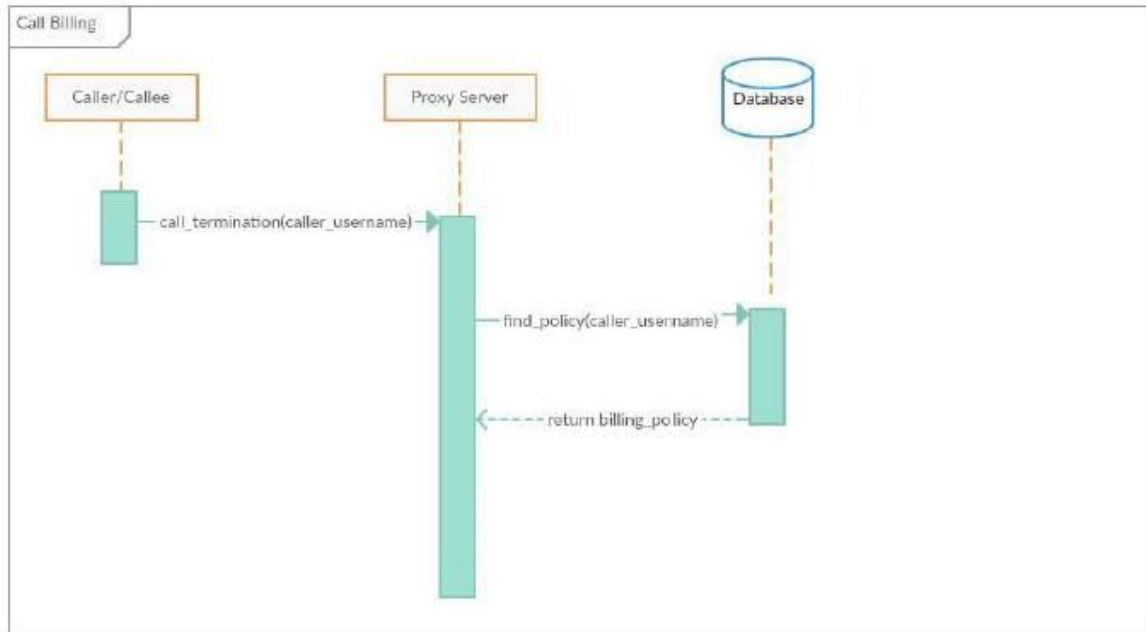 Call Billing
Caller/Callee
Proxy Server
Database
call_termination(caller_username)
find_policy(caller_username)
return billing_policy